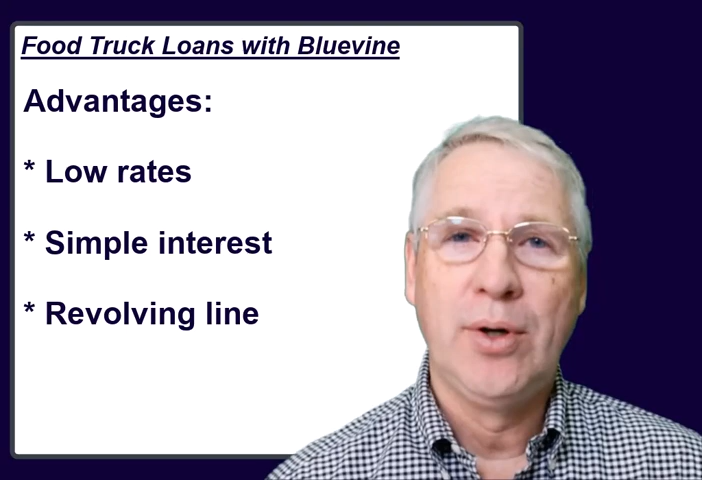 Food Truck Loans with Bluevine
Advantages:
* Low rates
* Simple interest
* Revolving line